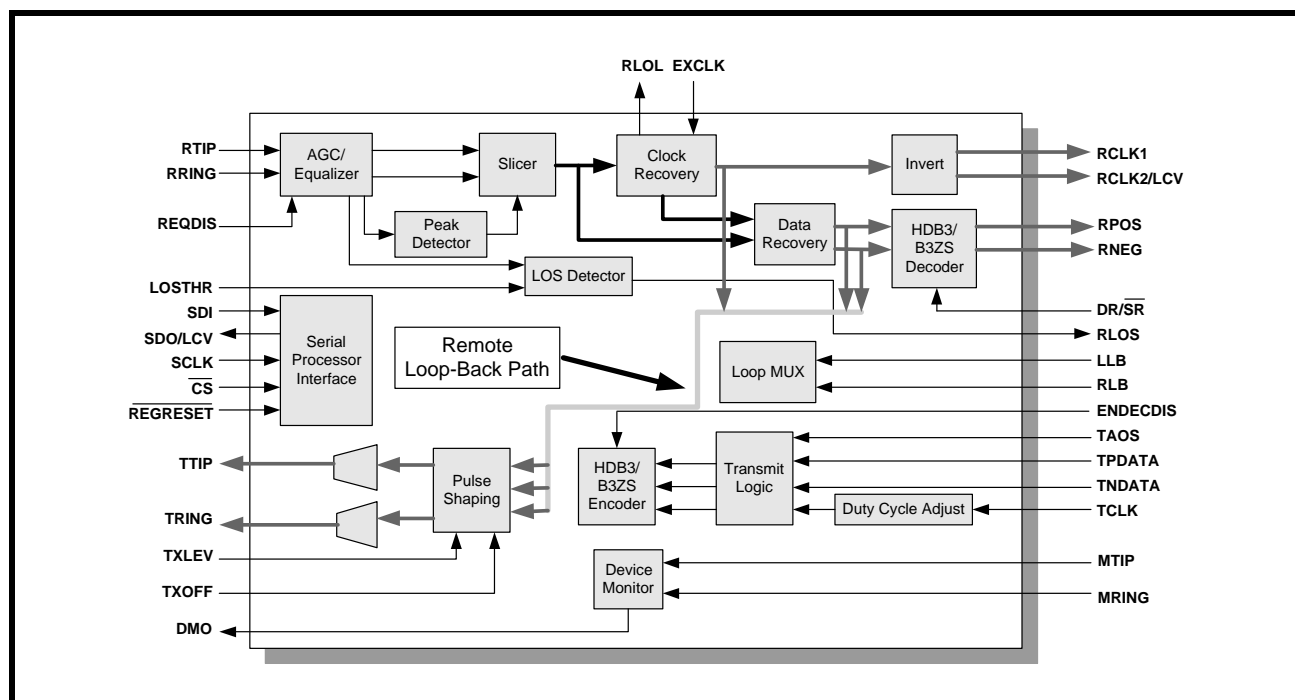 RLOL EXCLK
RTIP
RRING
REQDIS
LOSTHR
SDI
SDO/LCV
SCLK
CS
REGRESET
TTIP
TRING
TXLEV
TXOFF
DMO
AGC/
Equalizer
Slicer
Peak
Detector
Clock
Recovery
Invert
Data
Recovery
HDB3/
B3ZS
Decoder
LOS Detector
Serial
Processor
Interface
Remote
Loop-Back Path
Loop MUX
Pulse
Shaping
HDB3/
B3ZS
Encoder
Transmit
Logic
Duty Cycle Adjust
Device
Monitor
RCLK1
RCLK2/LCV
RPOS
RNEG
DR/SR
RLOS
LLB
RLB
ENDECDIS
TAOS
TPDATA
TNDATA
TCLK
MTIP
MRING